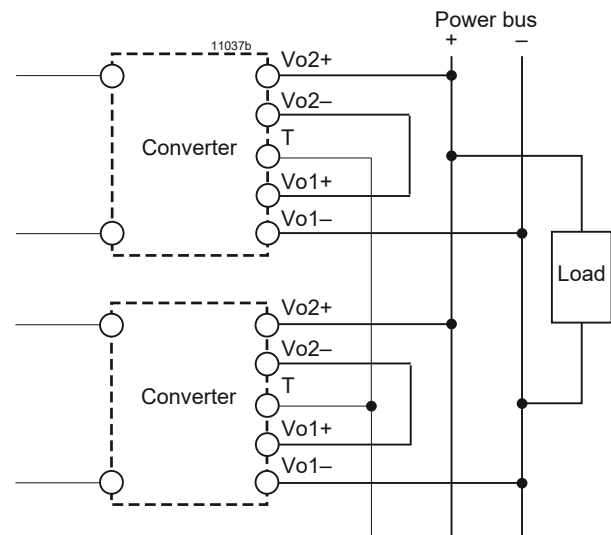 Power bus
+ –
11037b
Vo2+
Vo2–
T
Converter
Vo1+
Vo1–
Load
Vo2+
Vo2–
T
Converter
Vo1+
Vo1–